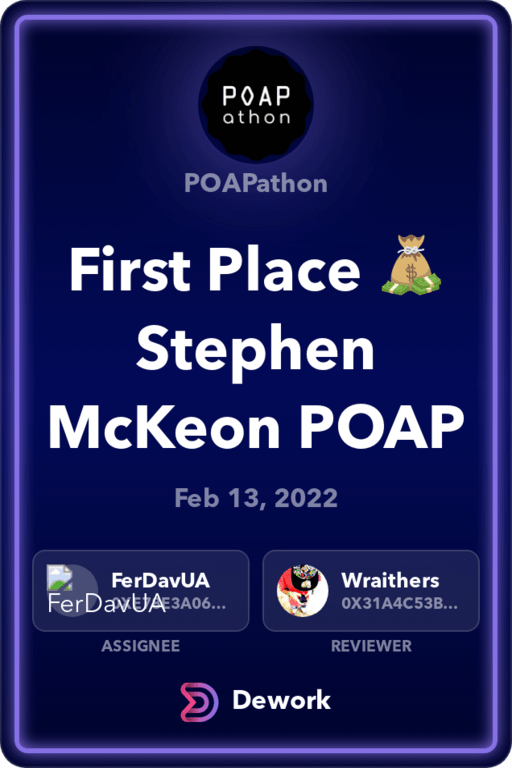 POAP
athon
POAPathon
First Place 💰
Stephen
McKeon POAP
Feb 13, 2022
FerDavUA
FerDavUA
Wraithers
0X31A4C53B...
ASSIGNEE
REVIEWER
Dework